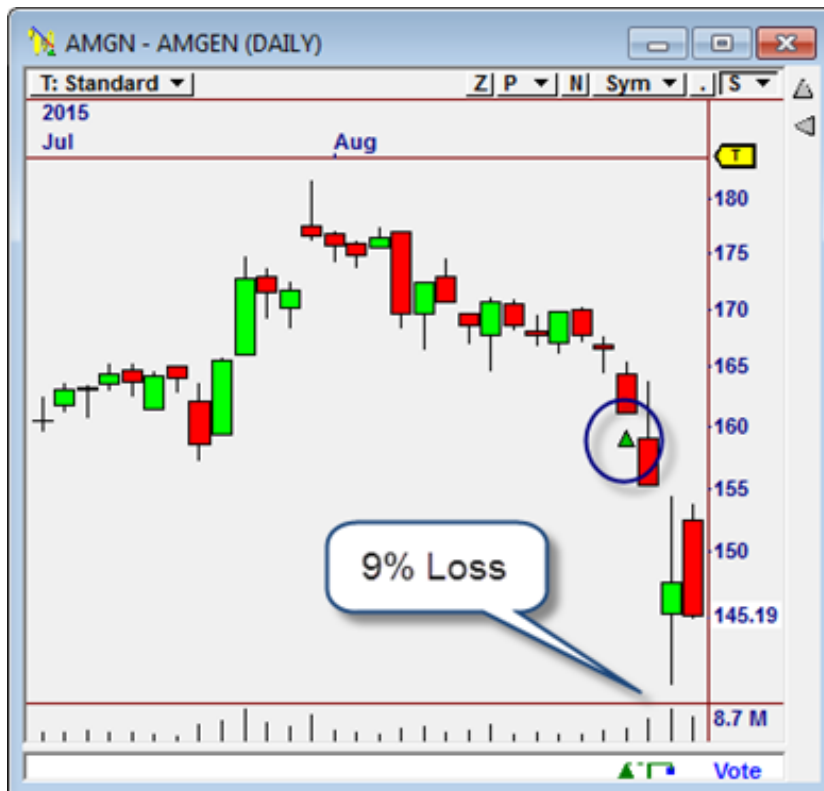 AMGN - AMGEN (DAILY)
T: Standard Z P N Sym . S
2015
Jul Aug
T
180
175
170
165
160
155
150
9% Loss
145.19
8.7 M
Vote